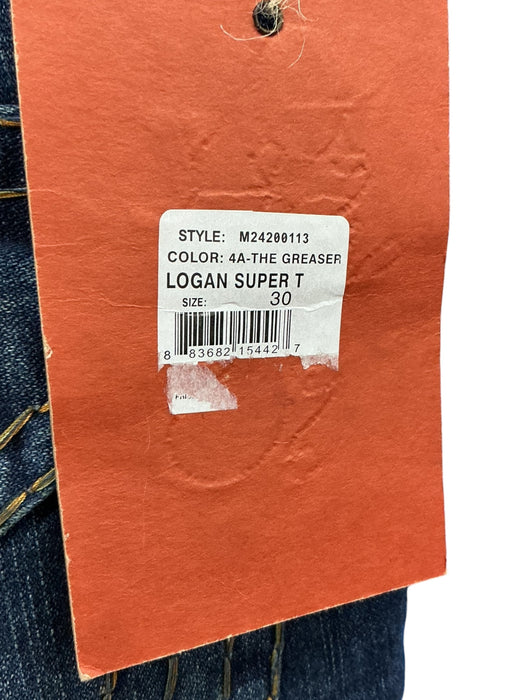 STYLE: M24200113
COLOR: 4A-THE GREASER
LOGAN SUPER T
SIZE: 30
8 83682 15442 7